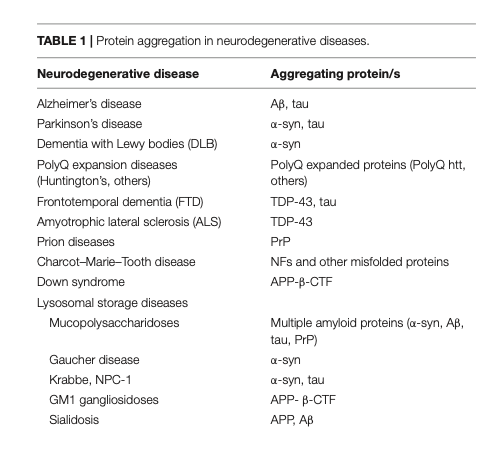 TABLE 1 | Protein aggregation in neurodegenerative diseases.
Neurodegenerative disease Aggregating protein/s
Alzheimer's disease Aβ, tau
Parkinson's disease α-syn, tau
Dementia with Lewy bodies (DLB) α-syn
PolyQ expansion diseases PolyQ expanded proteins (PolyQ htt,
(Huntington's, others) others)
Frontotemporal dementia (FTD) TDP-43, tau
Amyotrophic lateral sclerosis (ALS) TDP-43
Prion diseases PrP
Charcot–Marie–Tooth disease NFs and other misfolded proteins
Down syndrome APP-β-CTF
Lysosomal storage diseases
Mucopolysaccharidoses Multiple amyloid proteins (α-syn, Aβ,
tau, PrP)
Gaucher disease α-syn
Krabbe, NPC-1 α-syn, tau
GM1 gangliosidoses APP- β-CTF
Sialidosis APP, Aβ